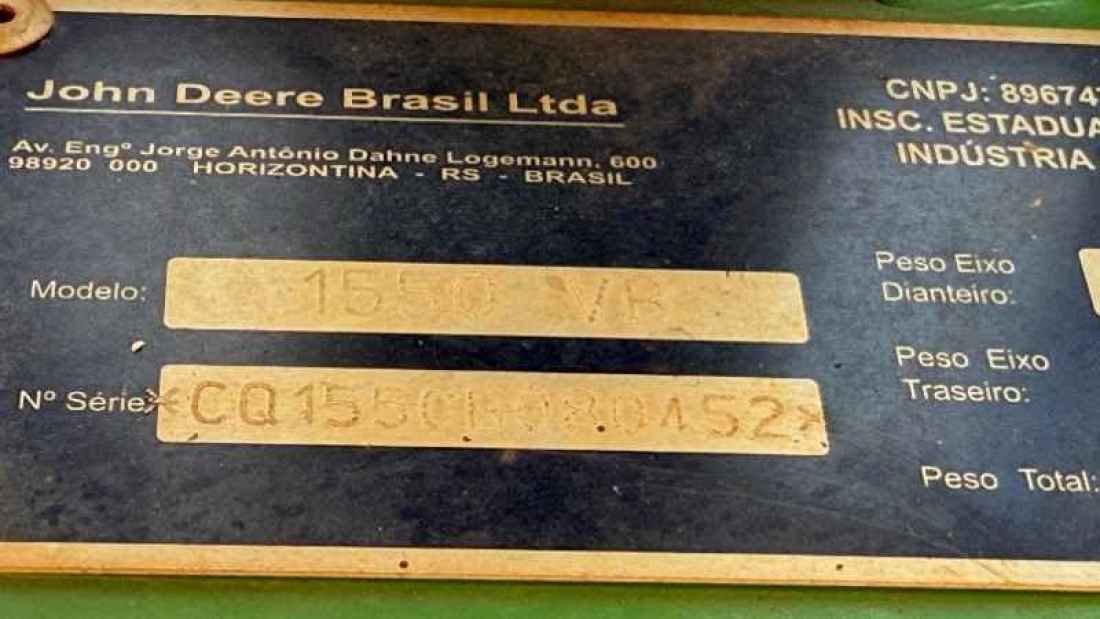 John Deere Brasil Ltda
Av. Engº Jorge Antônio Dahne Logemann, 600
98920 000 HORIZONTINA - RS - BRASIL
CNPJ: 89674
INSC. ESTADUA
INDÚSTRIA
Modelo: 1550 VB
Nº Série
Peso Eixo
Dianteiro:
Peso Eixo
Traseiro:
Peso Total: